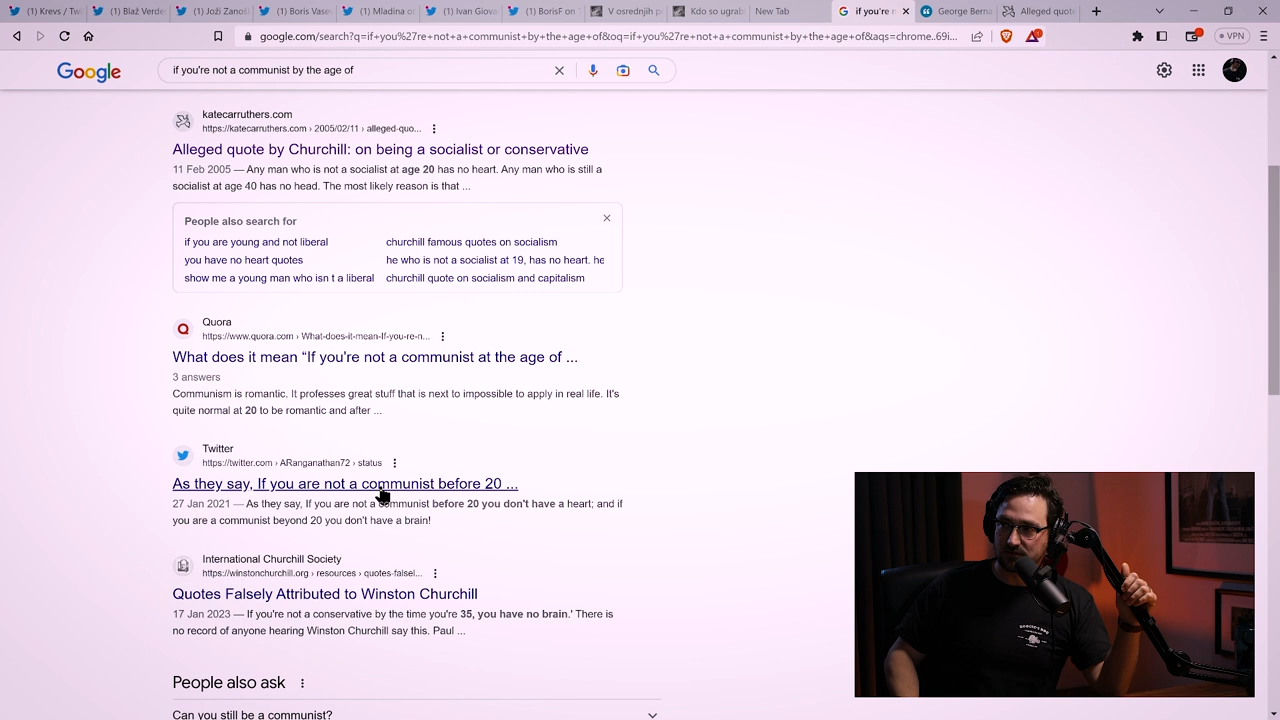 Krevs / Twi
Blaž Ave
Joži Zanoš
Boris Vase
Mladina or
Ivan Giova
BorisF on
V osrednjih p
Kdo so ugrab
New Tab
if you're n
George Berna
Alleged quote
google.com/search?q=if+you%27re+not+a+communist+by+the+age+of&oq=if+you%27re+not+a+communist+by+the+age+of&aqs=chrome..69i...
VPN
Google
if you're not a communist by the age of
katecarruthers.com
https://katecarruthers.com › 2005/02/11 › alleged-quo...
Alleged quote by Churchill: on being a socialist or conservative
11 Feb 2005 — Any man who is not a socialist at age 20 has no heart. Any man who is still a
socialist at age 40 has no head. The most likely reason is that ...
People also search for
if you are young and not liberal
churchill famous quotes on socialism
you have no heart quotes
he who is not a socialist at 19, has no heart. he
show me a young man who isn t a liberal
churchill quote on socialism and capitalism
Quora
https://www.quora.com › What-does-it-mean-If-you-re-n...
What does it mean “If you're not a communist at the age of ...
3 answers
Communism is romantic. It professes great stuff that is next to impossible to apply in real life. It's
quite normal at 20 to be romantic and after ...
Twitter
https://twitter.com › ARanganathan72 › status
As they say, If you are not a communist before 20 ...
27 Jan 2021 — As they say, If you are not a communist before 20 you don't have a heart; and if
you are a communist beyond 20 you don't have a brain!
International Churchill Society
https://winstonchurchill.org › resources › quotes-falsel...
Quotes Falsely Attributed to Winston Churchill
17 Jan 2023 — If you're not a conservative by the time you're 35, you have no brain.' There is
no record of anyone hearing Winston Churchill say this. Paul ...
People also ask
Can you still be a communist?